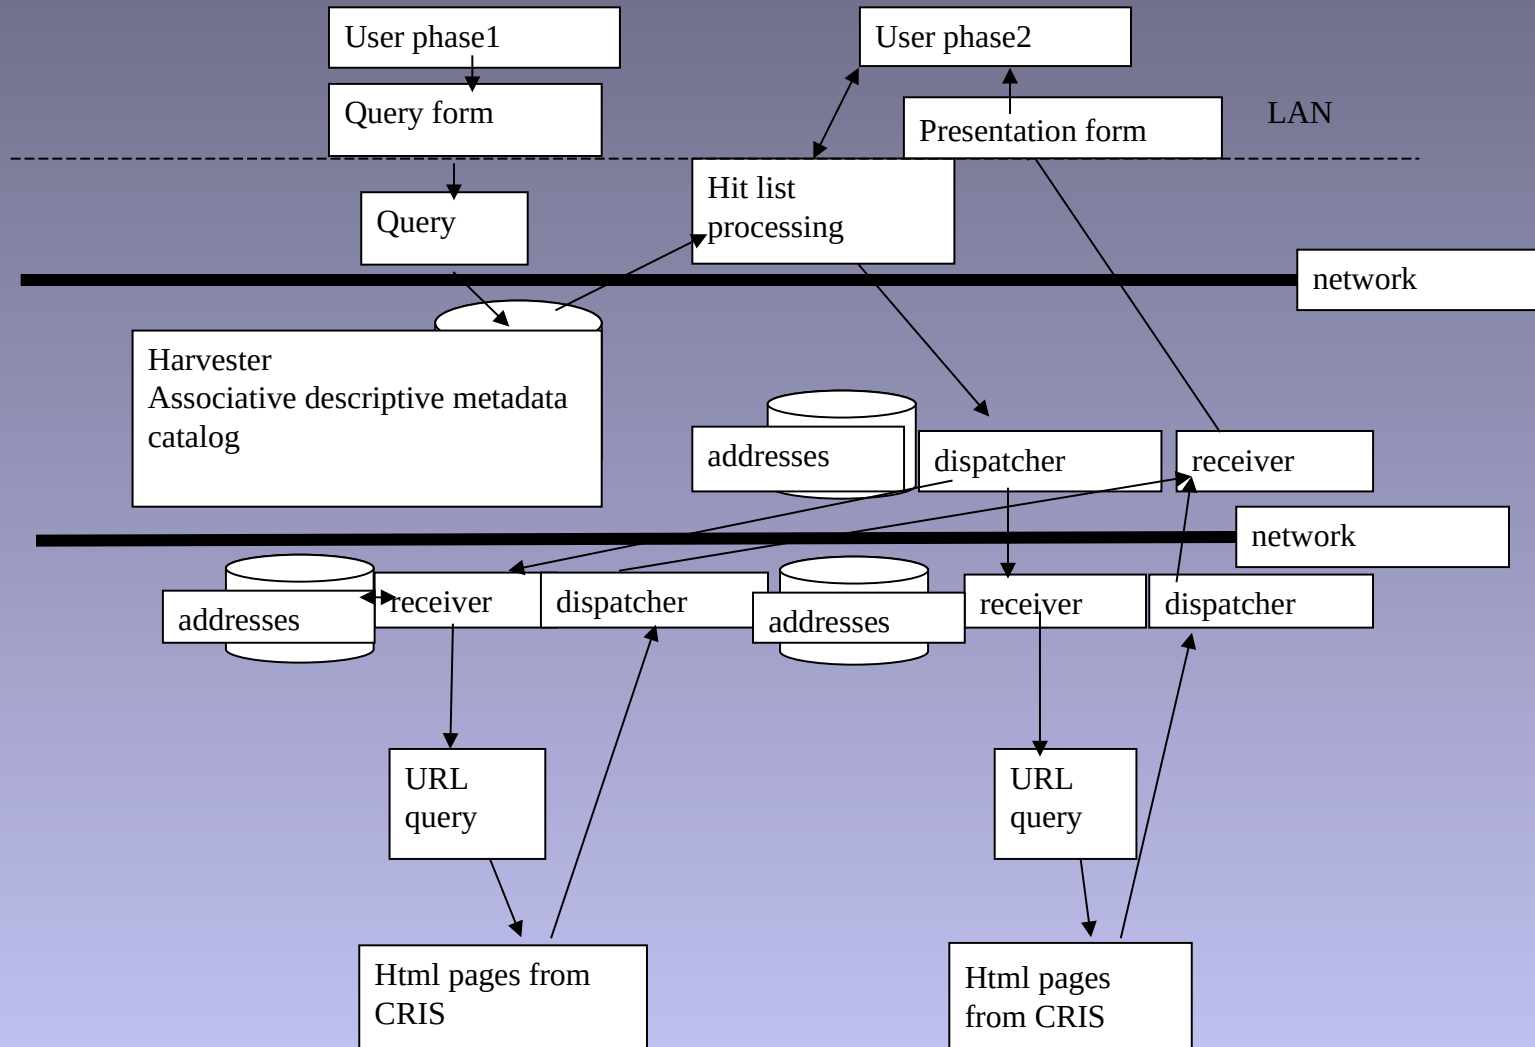 User phase1
User phase2
Query form
Presentation form
LAN
Query
Hit list
processing
network
Harvester
Associative descriptive metadata
catalog
addresses
dispatcher
receiver
network
addresses
receiver
dispatcher
addresses
receiver
dispatcher
URL
query
URL
query
Html pages from
CRIS
Html pages
from CRIS